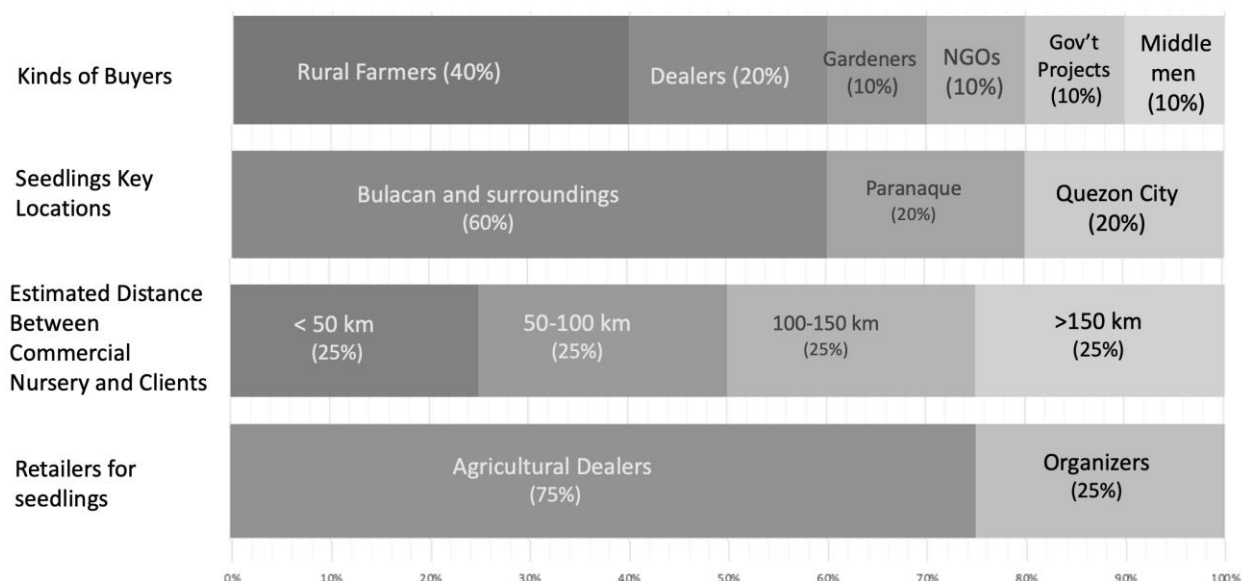 Kinds of Buyers
Rural Farmers (40%)
Dealers (20%)
Gardeners
(10%)
NGOs
(10%)
Gov't
Projects
(10%)
Middle
men
(10%)
Seedlings Key
Locations
Bulacan and surroundings
(60%)
Paranaque
(20%)
Quezon City
(20%)
Estimated Distance
Between
Commercial
Nursery and Clients
< 50 km
(25%)
50-100 km
(25%)
100-150 km
(25%)
>150 km
(25%)
Retailers for
seedlings
Agricultural Dealers
(75%)
Organizers
(25%)
0% 10% 20% 30% 40% 50% 60% 70% 80% 90% 100%